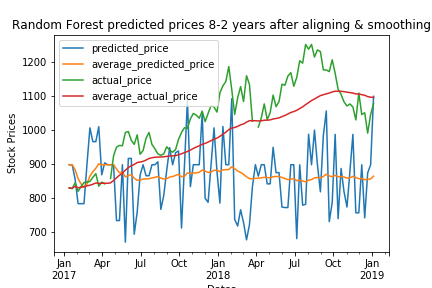 Random Forest predicted prices 8-2 years after aligning & smoothing
predicted_price
average_predicted_price
actual_price
average_actual_price
Stock Prices
1200
1100
1000
900
800
700
Jan
2017
Apr
Jul
Oct
Jan
2018
Apr
Jul
Oct
Jan
2019